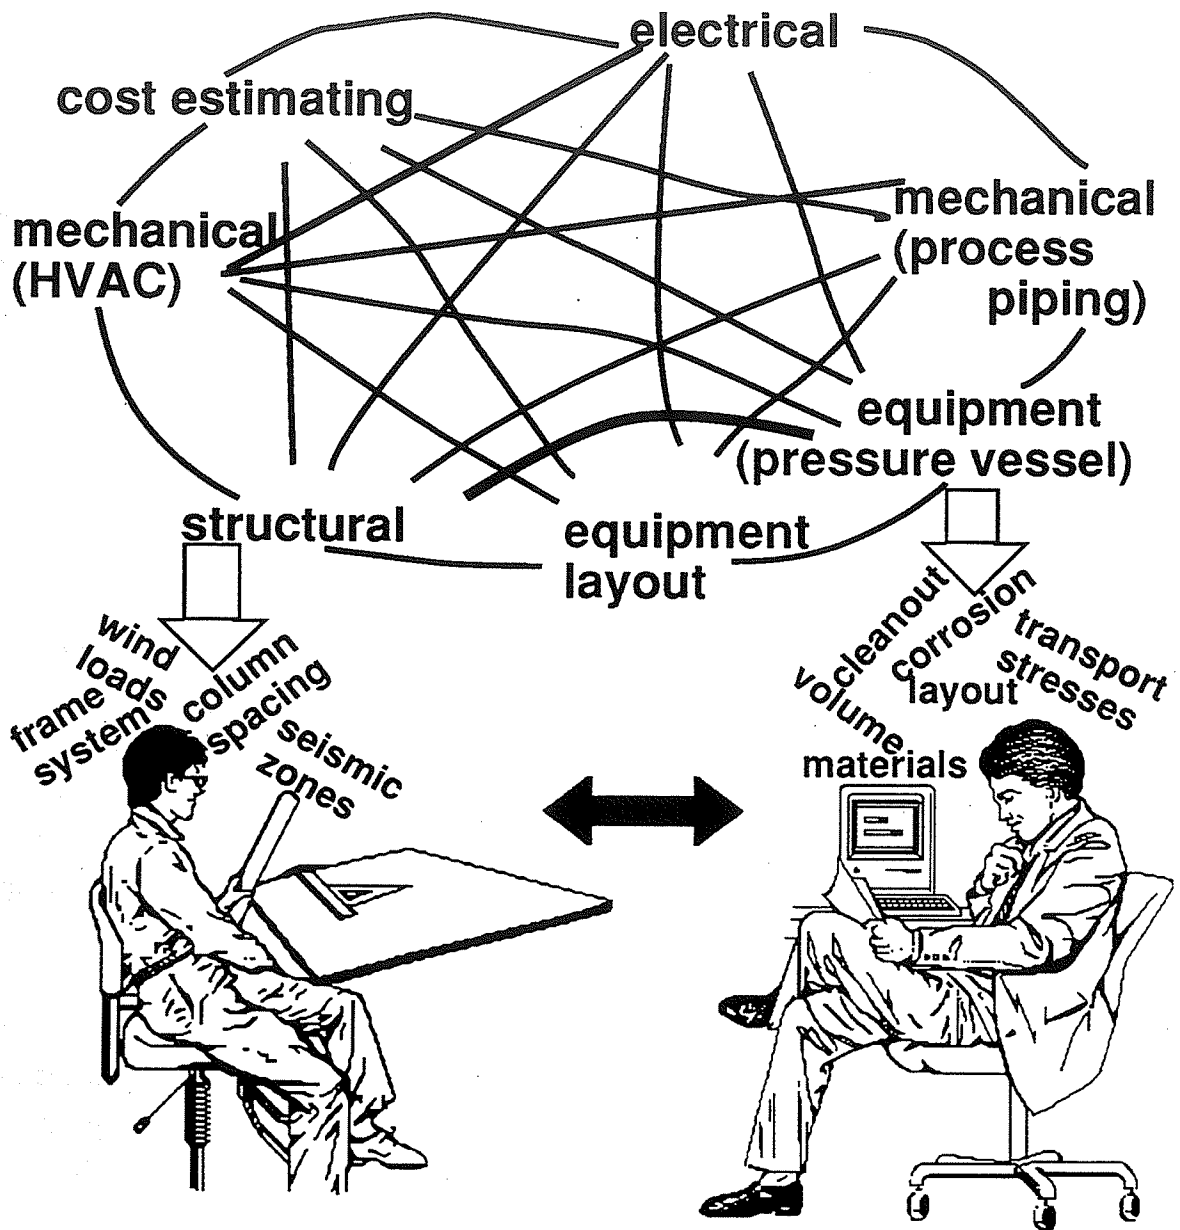 electrical
cost estimating
mechanical
(HVAC)
mechanical
(process
piping)
equipment
(pressure vessel)
structural
equipment
layout
wind
loads
frame
systems
column
spacing
seismic
zones
cleanout
corrosion
transport
stresses
volume
layout
materials